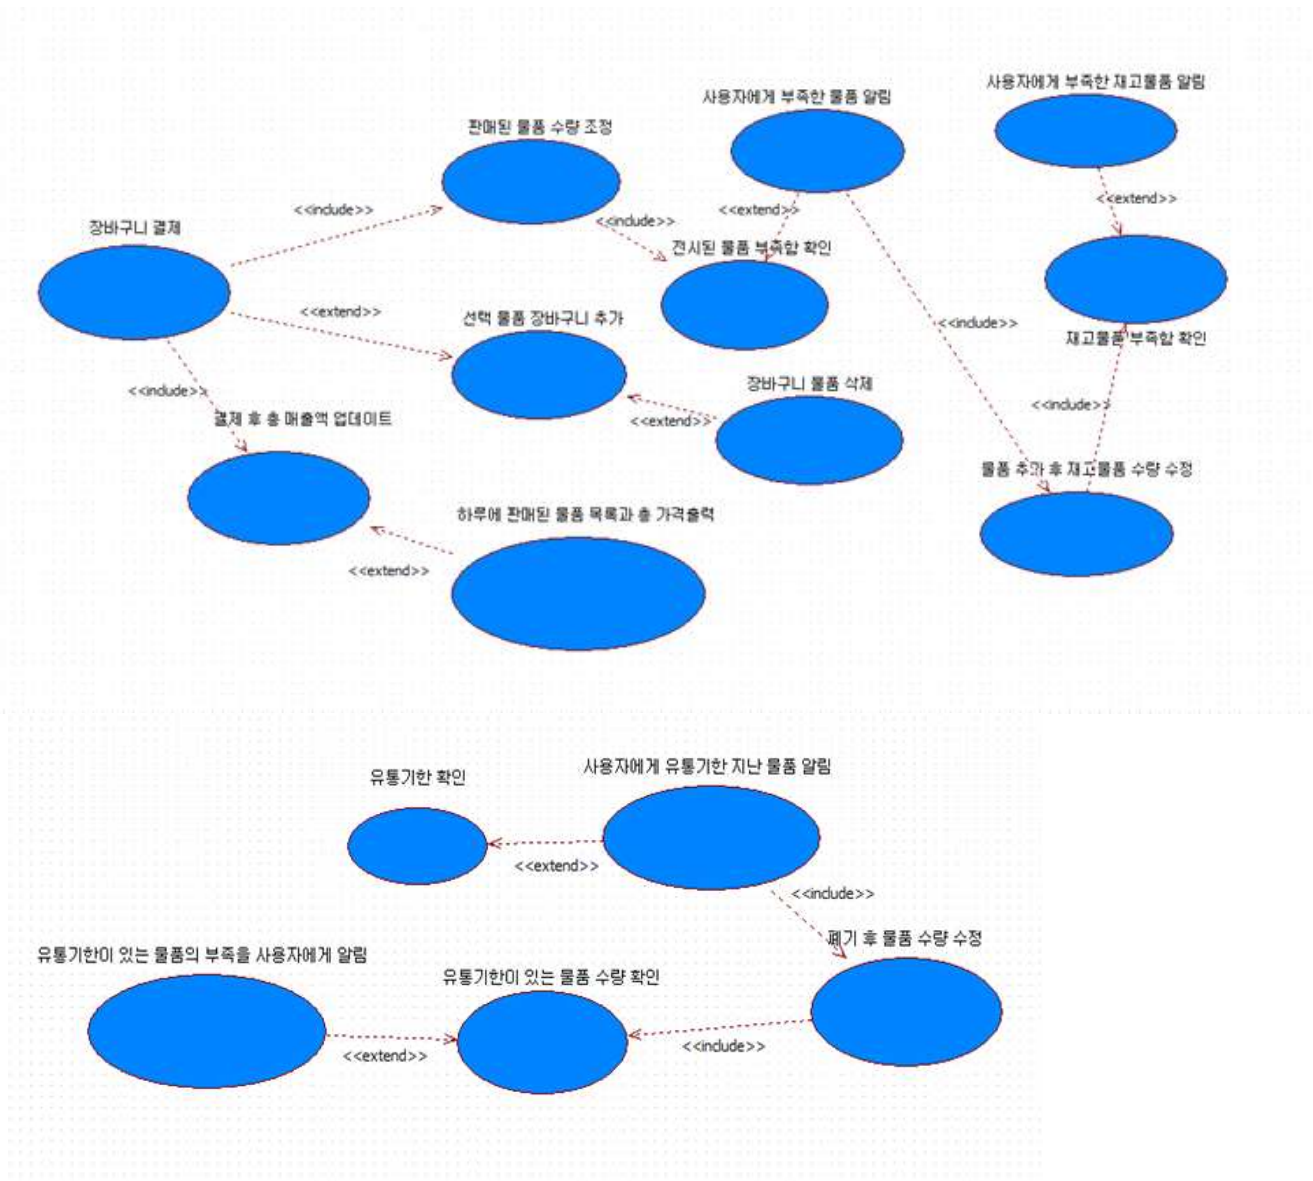 사용자에게 부족한 재고물품 알림
사용자에게 부족한 물품 알림
판매된 물품 수량 조정
<<extend>>
<<include>>
<<extend>>
<<include>>
장바구니 결제
전시된 물품 부족함 확인
<<extend>>
선택 물품 장바구니 추가
<<include>>
재고물품 부족함 확인
장바구니 물품 삭제
<<include>>
<<include>>
결제 후 총 매출액 업데이트
<<extend>>
물품 추가 후 재고물품 수량 수정
하루에 판매된 물품 목록과 총 가격출력
<<extend>>
사용자에게 유통기한 지난 물품 알림
유통기한 확인
<<extend>>
<<include>>
폐기 후 물품 수량 수정
유통기한이 있는 물품의 부족을 사용자에게 알림
유통기한이 있는 물품 수량 확인
<<include>>
<<extend>>